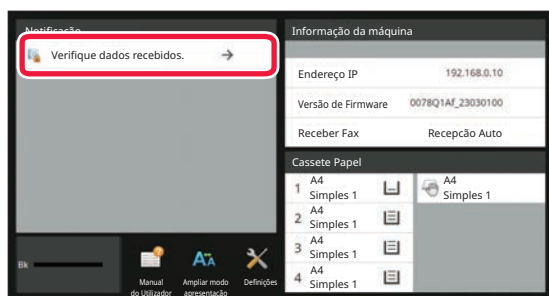 Notificação
Verifique dados recebidos.
Informação da máquina
Endereço IP 192.168.0.10
Versão de Firmware 0078Q1Af_23030100
Receber Fax Recepcão Auto
Cassete Papel
1 A4
Simples 1
A4
Simples 1
2 A4
Simples 1
3 A4
Simples 1
4 A4
Simples 1
Bk
Manual
do Utilizador
Ampliar modo
apresentação
Definições